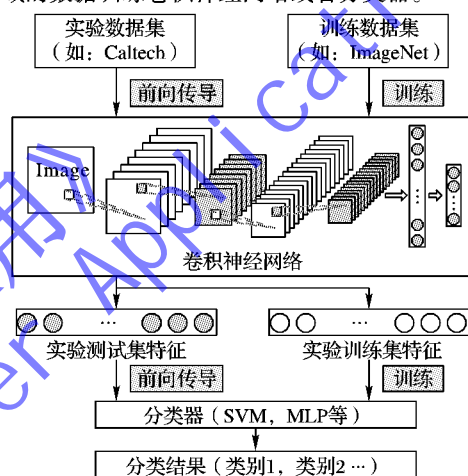 实验数据集
（如：Caltech）
训练数据集
（如：ImageNet）
前向传导
训练
Image
...
卷积神经网络
...
...
实验测试集特征
实验训练集特征
前向传导
训练
分类器（SVM，MLP等）
分类结果（类别1，类别2 …）
用》
er Applicati